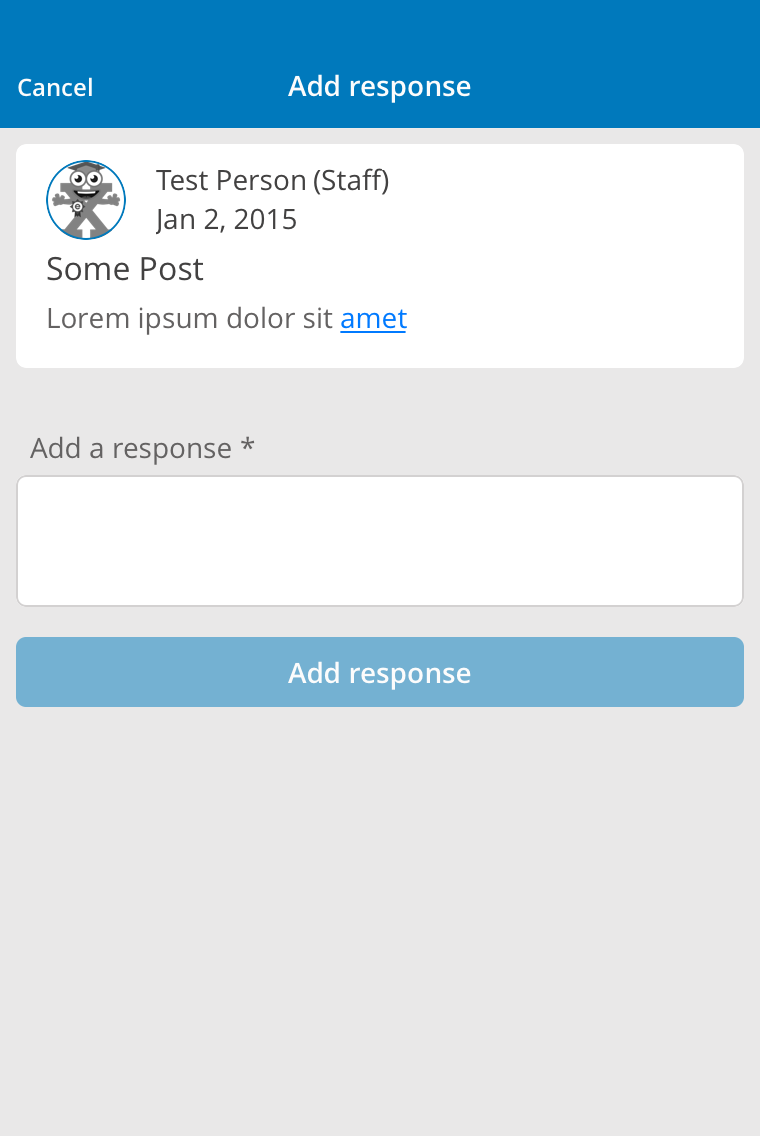 Cancel
Add response
Test Person (Staff)
Jan 2, 2015
Some Post
Lorem ipsum dolor sit amet
Add a response *
Add response